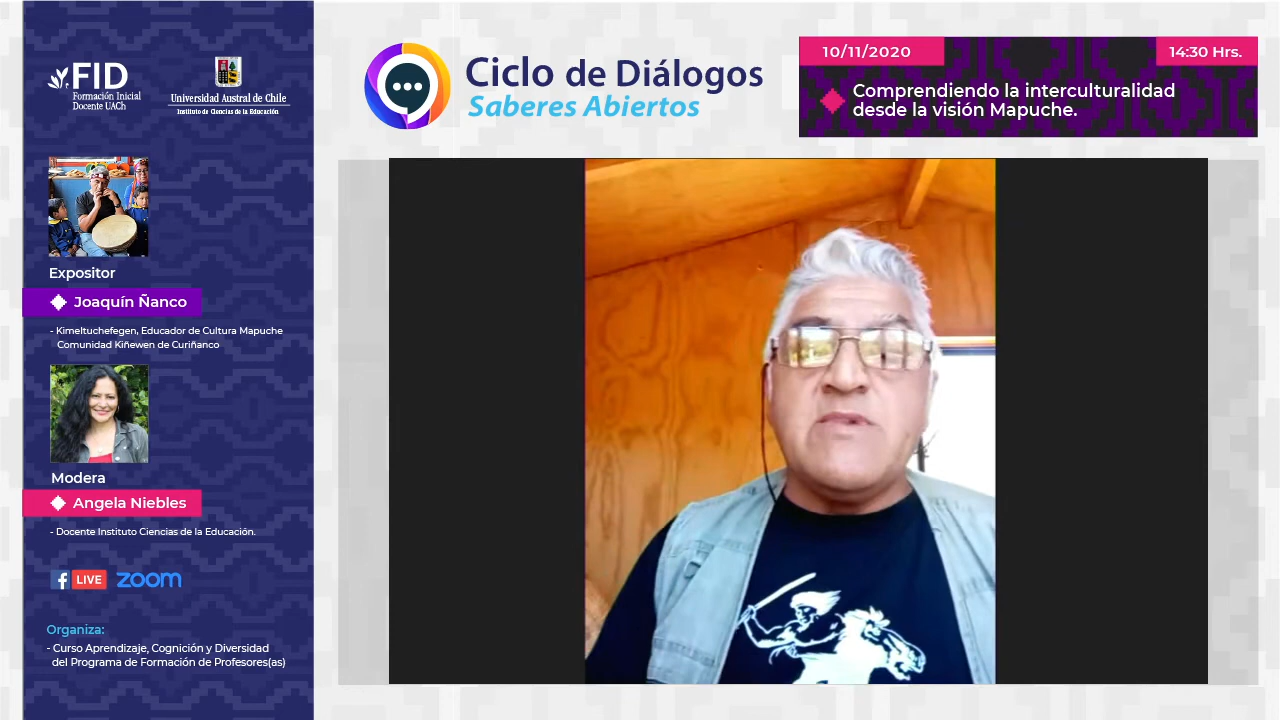 FID
Formación Inicial
Docente UACh
Universidad Austral de Chile
Instituto de Ciencias de la Educación
Expositor
Joaquín Ñanco
- Kimeltuchefegen, Educador de Cultura Mapuche
Comunidad Kiñewen de Curiñanco
Modera
Angela Niebles
- Docente Instituto Ciencias de la Educación.
f LIVE zoom
Organiza:
- Curso Aprendizaje, Cognición y Diversidad
del Programa de Formación de Profesores(as)
Ciclo de Diálogos
Saberes Abiertos
10/11/2020
14:30 Hrs.
Comprendiendo la interculturalidad
desde la visión Mapuche.